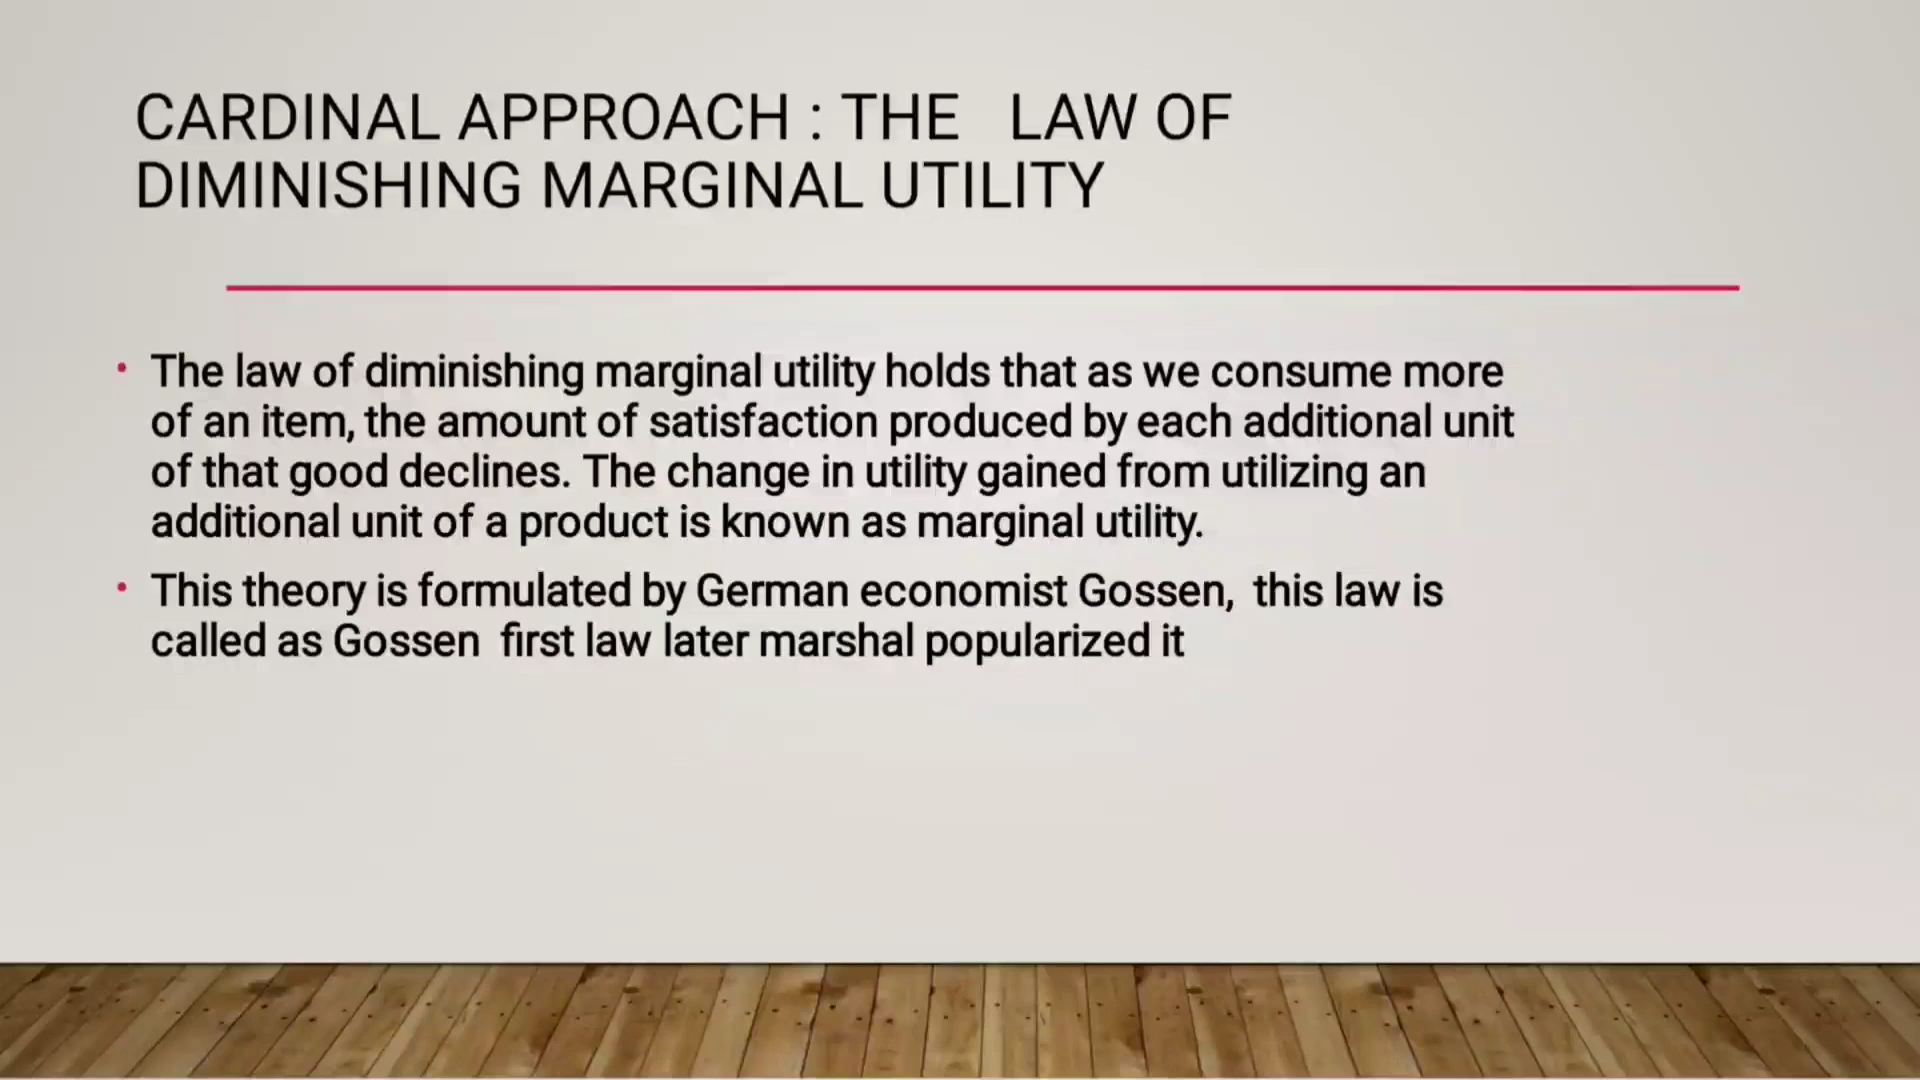 CARDINAL APPROACH : THE LAW OF
DIMINISHING MARGINAL UTILITY
• The law of diminishing marginal utility holds that as we consume more
of an item, the amount of satisfaction produced by each additional unit
of that good declines. The change in utility gained from utilizing an
additional unit of a product is known as marginal utility.
• This theory is formulated by German economist Gossen, this law is
called as Gossen first law later marshal popularized it